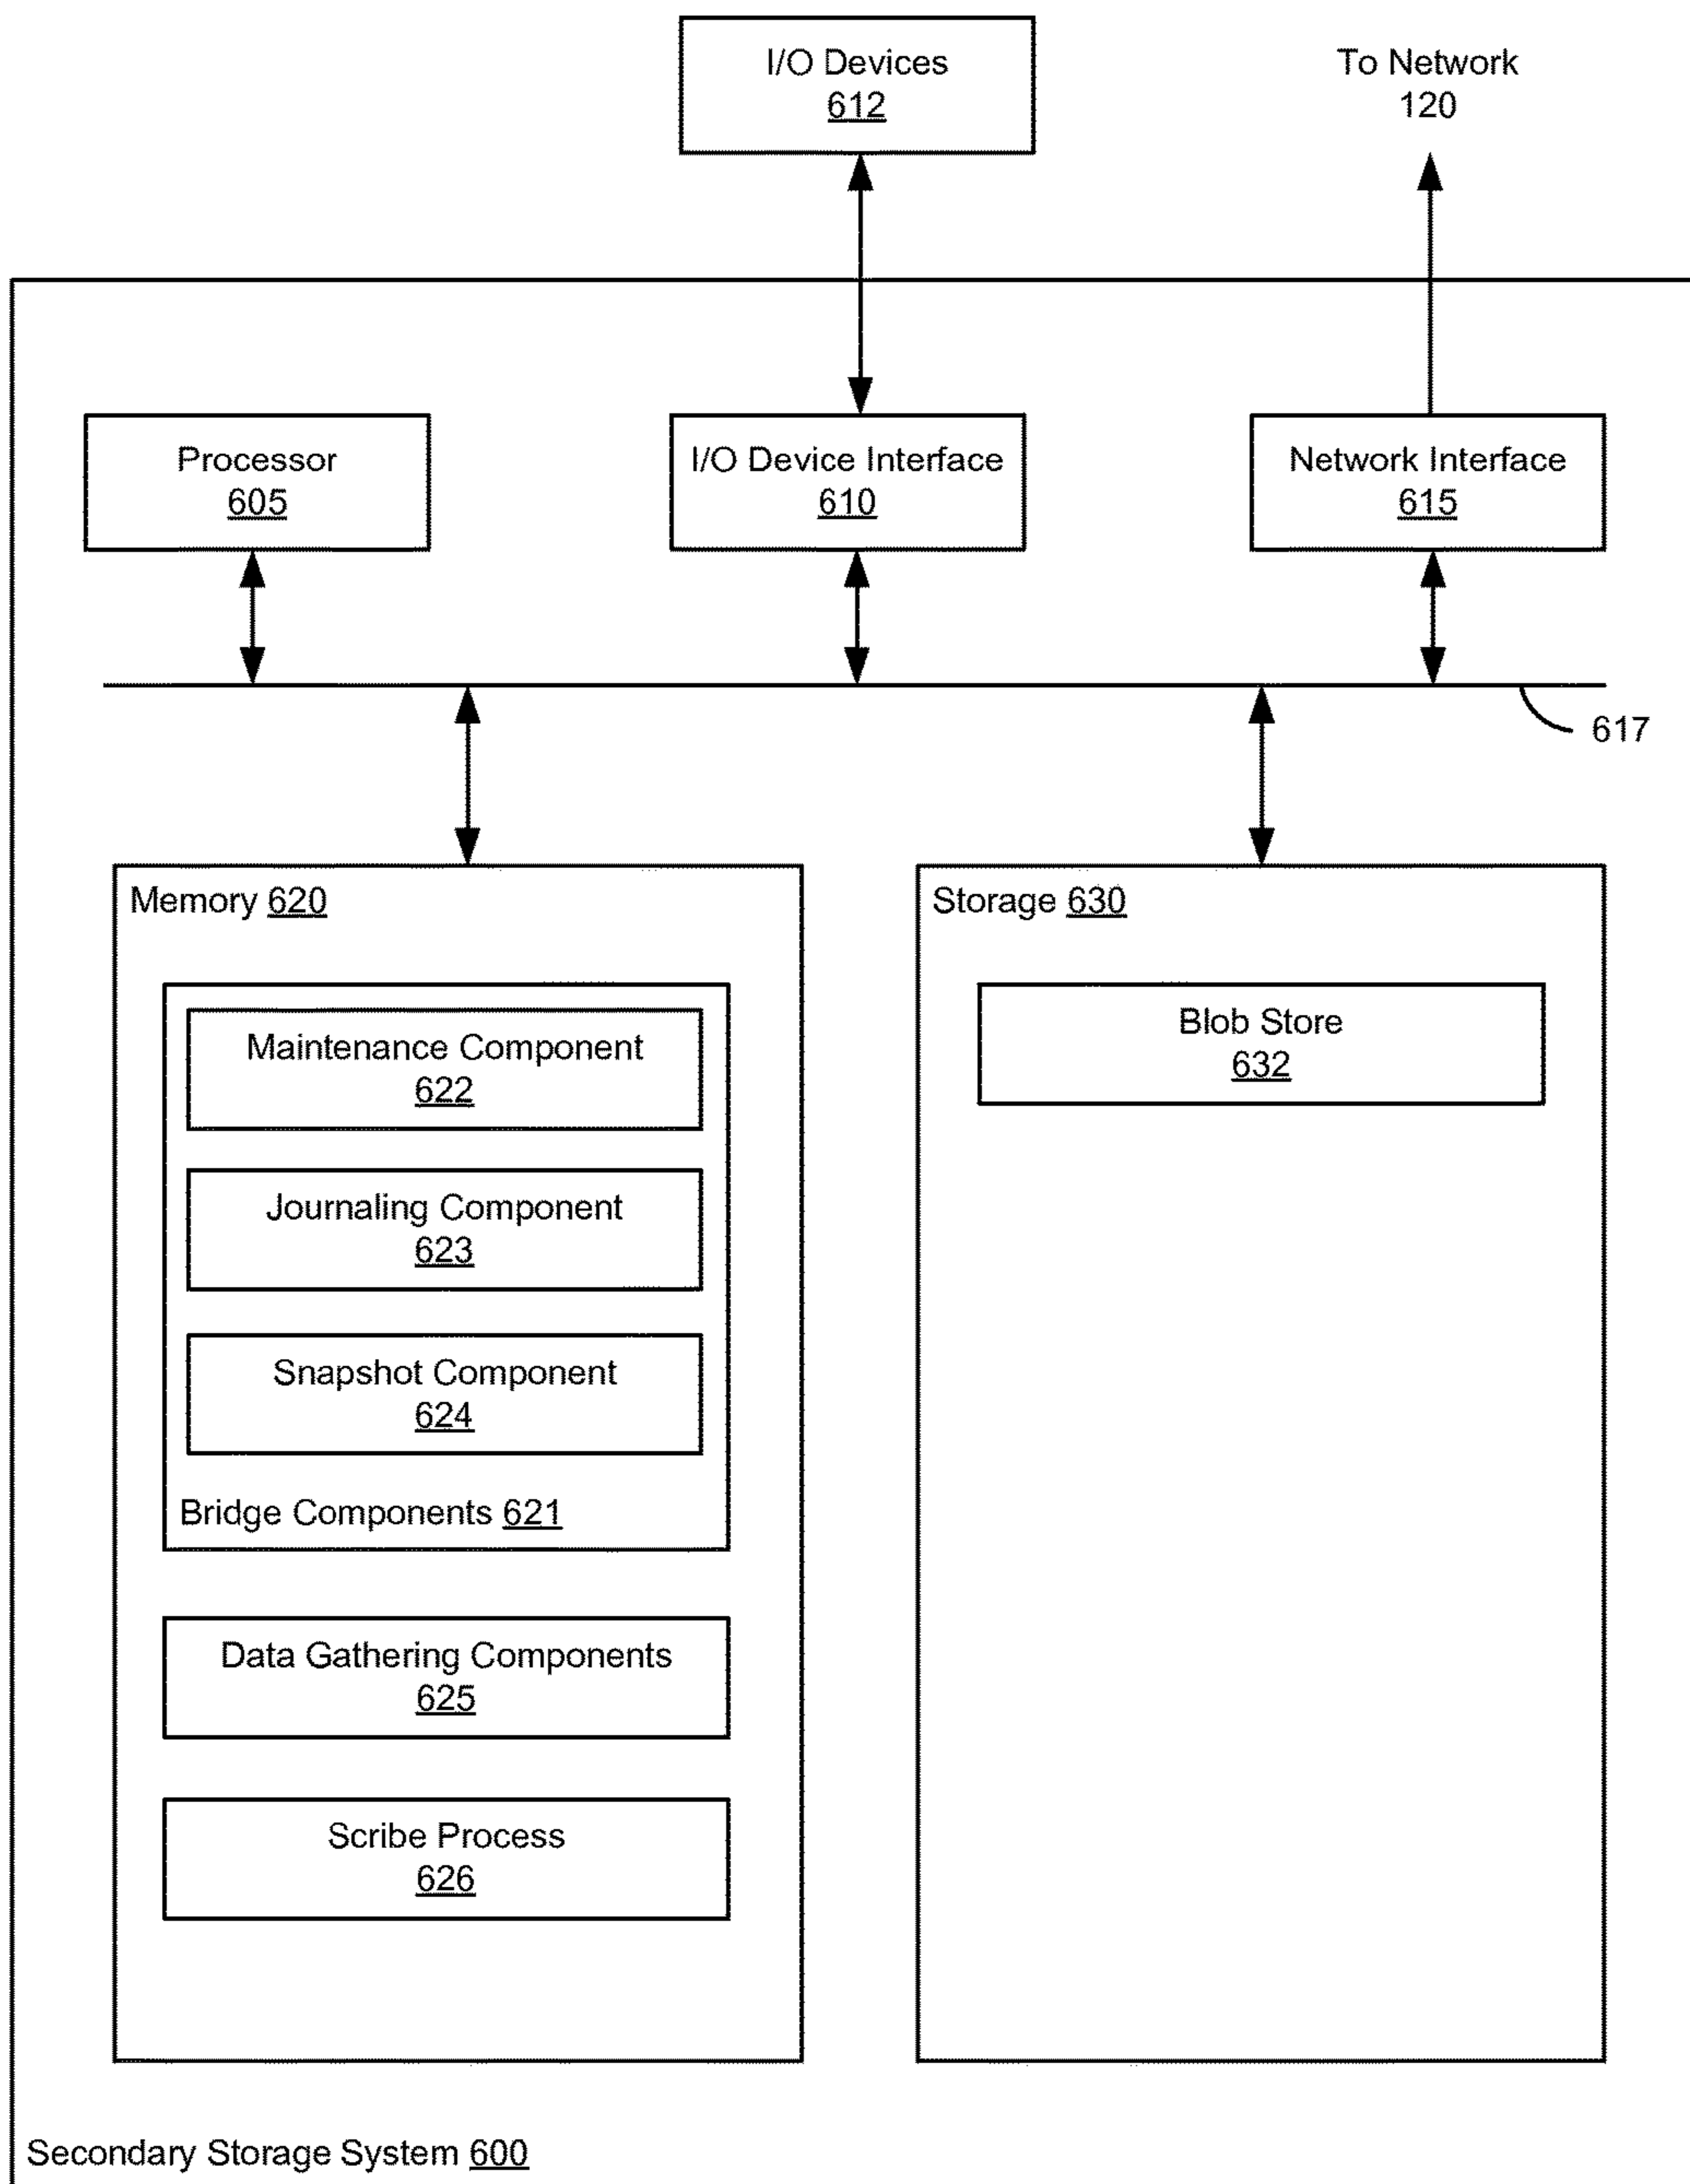 I/O Devices
612
To Network
120
Processor
605
I/O Device Interface
610
Network Interface
615
617
Memory 620
Maintenance Component
622
Journaling Component
623
Snapshot Component
624
Bridge Components 621
Data Gathering Components
625
Scribe Process
626
Storage 630
Blob Store
632
Secondary Storage System 600